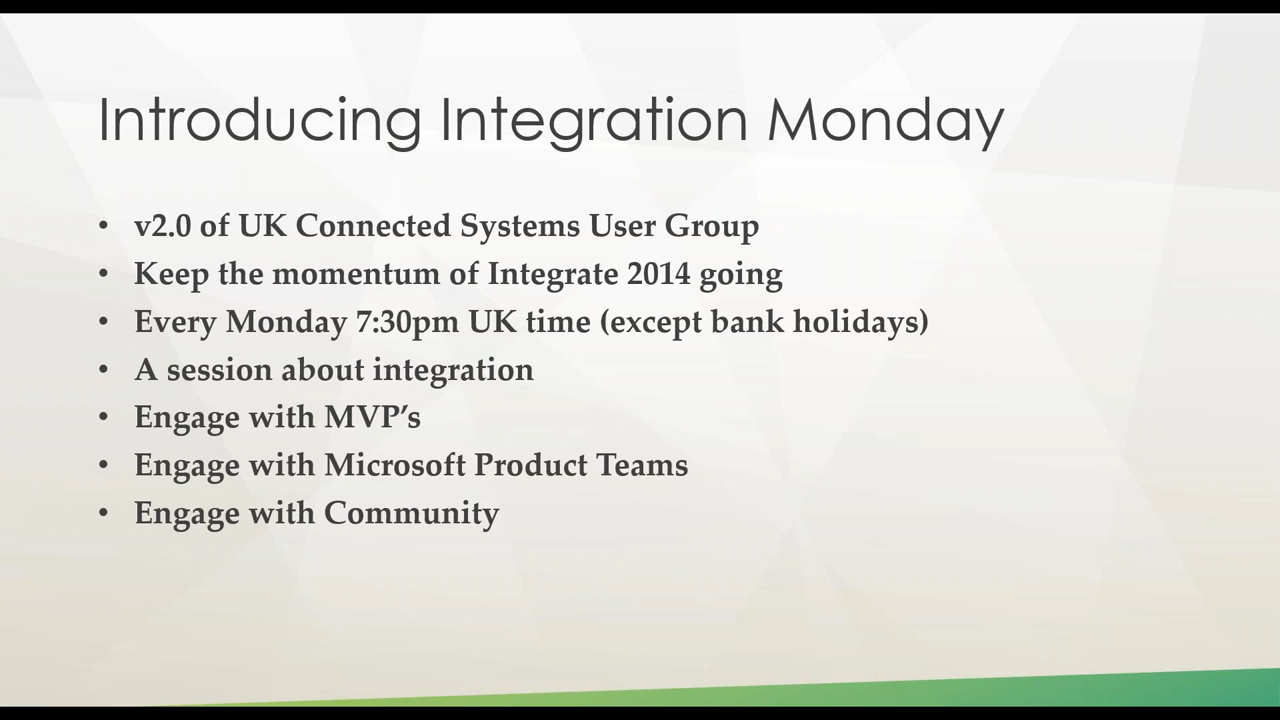 Introducing Integration Monday
• v2.0 of UK Connected Systems User Group
• Keep the momentum of Integrate 2014 going
• Every Monday 7:30pm UK time (except bank holidays)
• A session about integration
• Engage with MVP’s
• Engage with Microsoft Product Teams
• Engage with Community